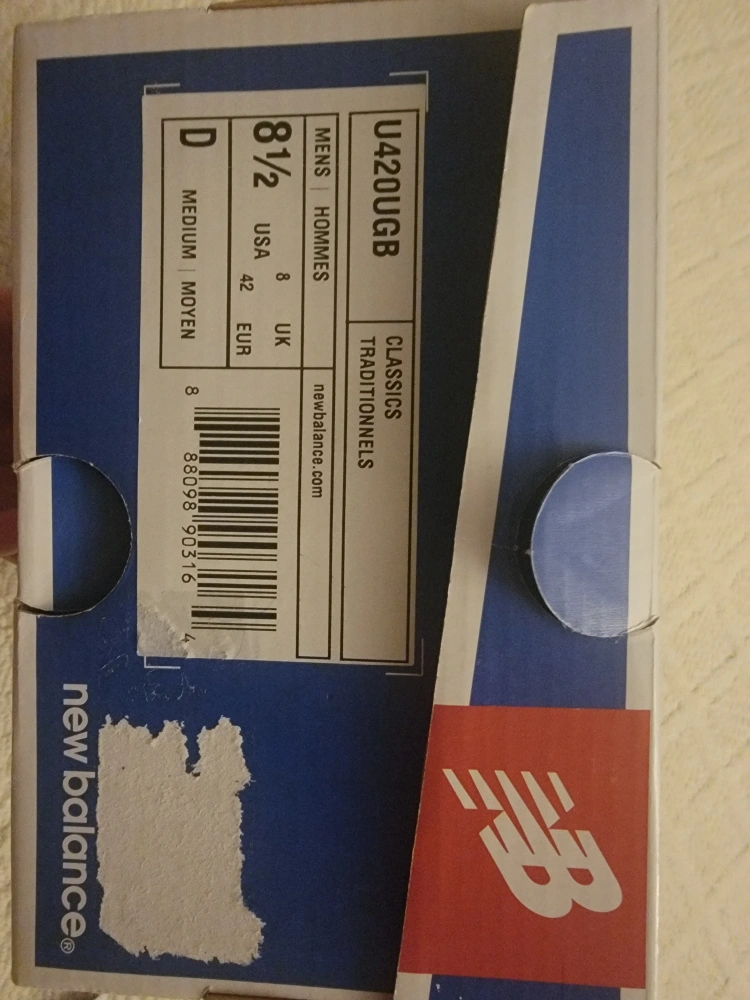 U420UGB
CLASSICS
TRADITIONNELS
MENS | HOMMES
newbalance.com
8½ USA
8 UK
42 EUR
D MEDIUM | MOYEN
8 88098 90316 4
NB
new balance®